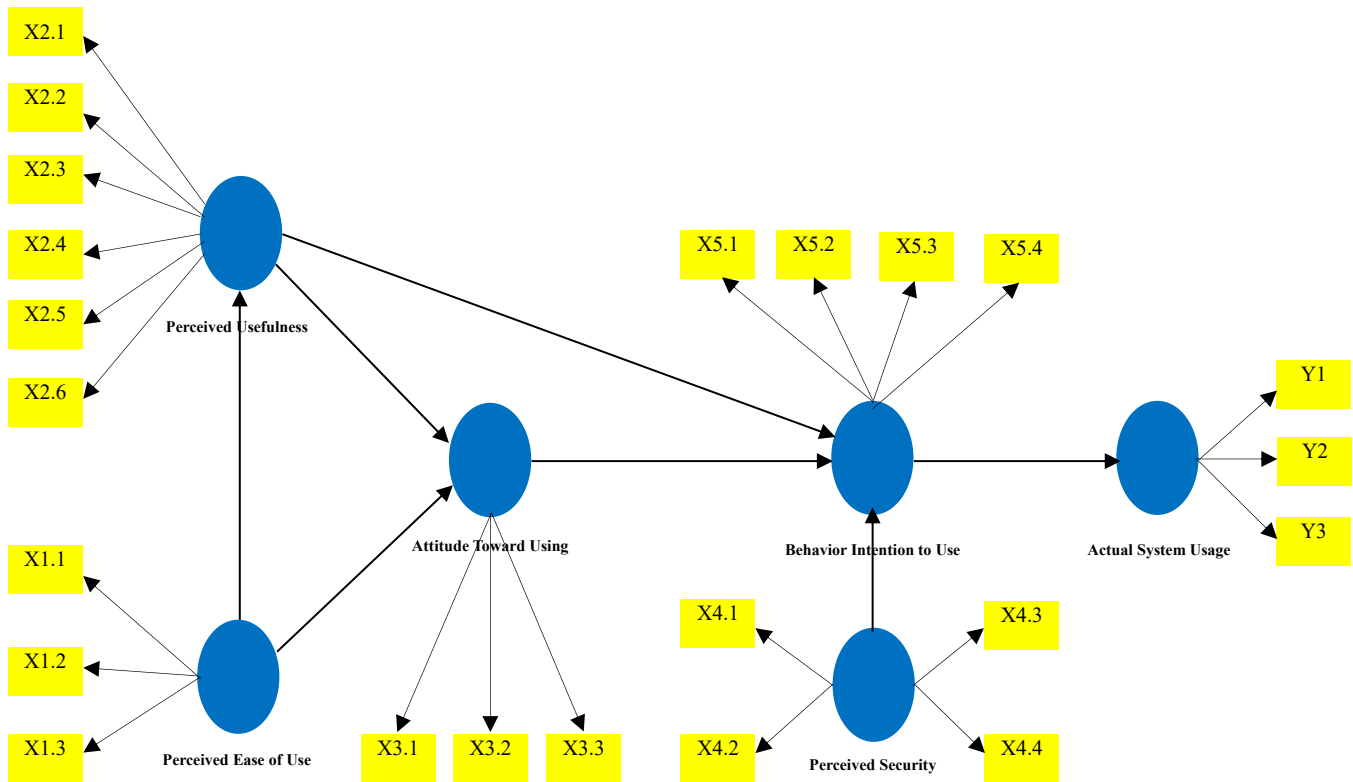 X2.1
X2.2
X2.3
X2.4
X2.5
X2.6
Perceived Usefulness
X5.1
X5.2
X5.3
X5.4
Y1
Y2
Y3
Attitude Toward Using
Behavior Intention to Use
Actual System Usage
X1.1
X1.2
X1.3
Perceived Ease of Use
X3.1
X3.2
X3.3
X4.1
X4.2
X4.3
X4.4
Perceived Security